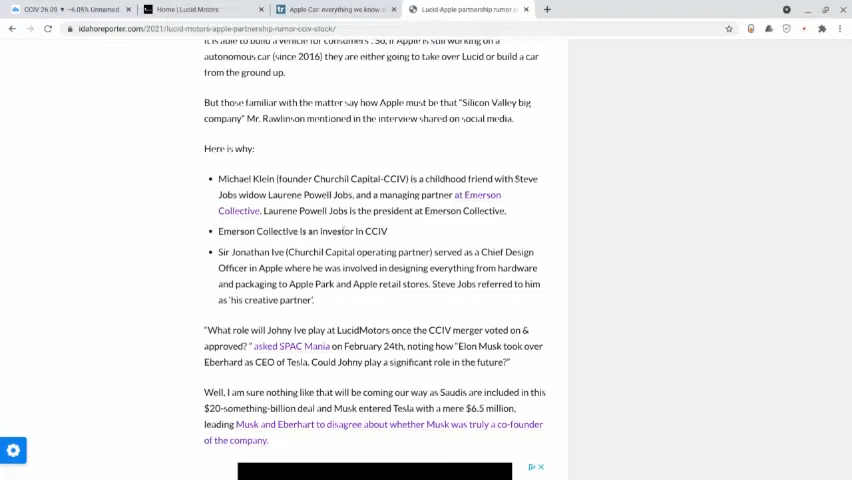 CCIV 26.09 ▼ −6.05% Unnamed
Home | Lucid Motors
Apple Car: everything we know s
Lucid-Apple partnership rumor p
idahoreporter.com/2021/lucid-motors-apple-partnership-rumor-cciv-stock/
it is able to build a vehicle for consumers". So, if Apple is still working on a
autonomous car (since 2016) they are either going to take over Lucid or build a car
from the ground up.
But those familiar with the matter say how Apple must be that "Silicon Valley big
company" Mr. Rawlinson mentioned in the interview shared on social media.
Here is why:
• Michael Klein (founder Churchil Capital-CCIV) is a childhood friend with Steve
Jobs widow Laurene Powell Jobs, and a managing partner at Emerson
Collective. Laurene Powell Jobs is the president at Emerson Collective.
• Emerson Collective is an investor in CCIV
• Sir Jonathan Ive (Churchil Capital operating partner) served as a Chief Design
Officer in Apple where he was involved in designing everything from hardware
and packaging to Apple Park and Apple retail stores. Steve Jobs referred to him
as 'his creative partner'.
"What role will Johny Ive play at LucidMotors once the CCIV merger voted on &
approved? " asked SPAC Mania on February 24th, noting how "Elon Musk took over
Eberhard as CEO of Tesla. Could Johny play a significant role in the future?"
Well, I am sure nothing like that will be coming our way as Saudis are included in this
$20-something-billion deal and Musk entered Tesla with a mere $6.5 million,
leading Musk and Eberhart to disagree about whether Musk was truly a co-founder
of the company.